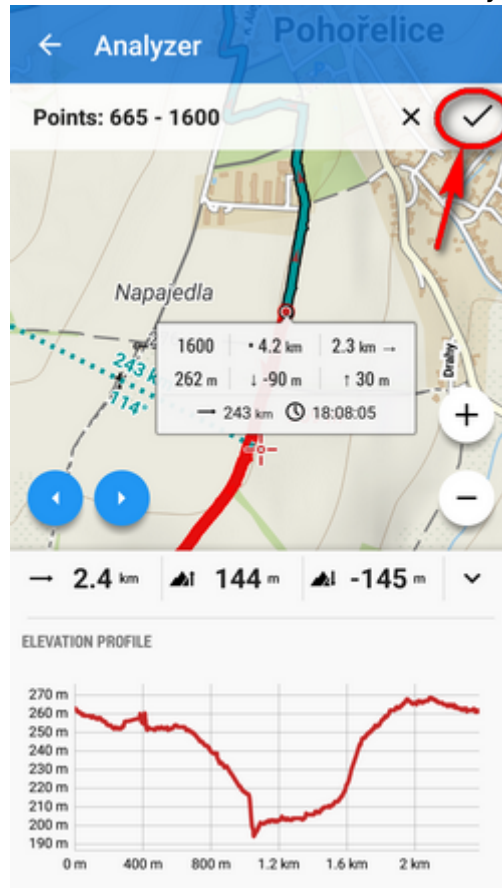 Analyzer
Pohořelice
Points: 665 - 1600
Napajedla
1600 • 4.2 km 2.3 km →
262 m ↓ -90 m ↑ 30 m
→ 243 km 18:08:05
243 k
114°
Drahy
+
−
→ 2.4 km 144 m -145 m
ELEVATION PROFILE
270 m
260 m
250 m
240 m
230 m
220 m
210 m
200 m
190 m
0 m 400 m 800 m 1.2 km 1.6 km 2 km